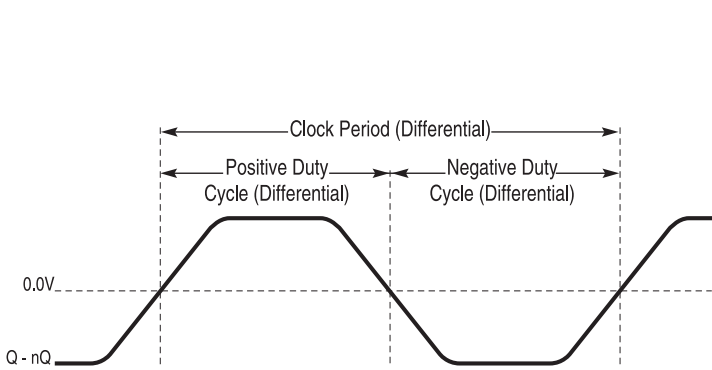 Clock Period (Differential)
Positive Duty
Cycle (Differential)
Negative Duty
Cycle (Differential)
0.0V
Q - nQ